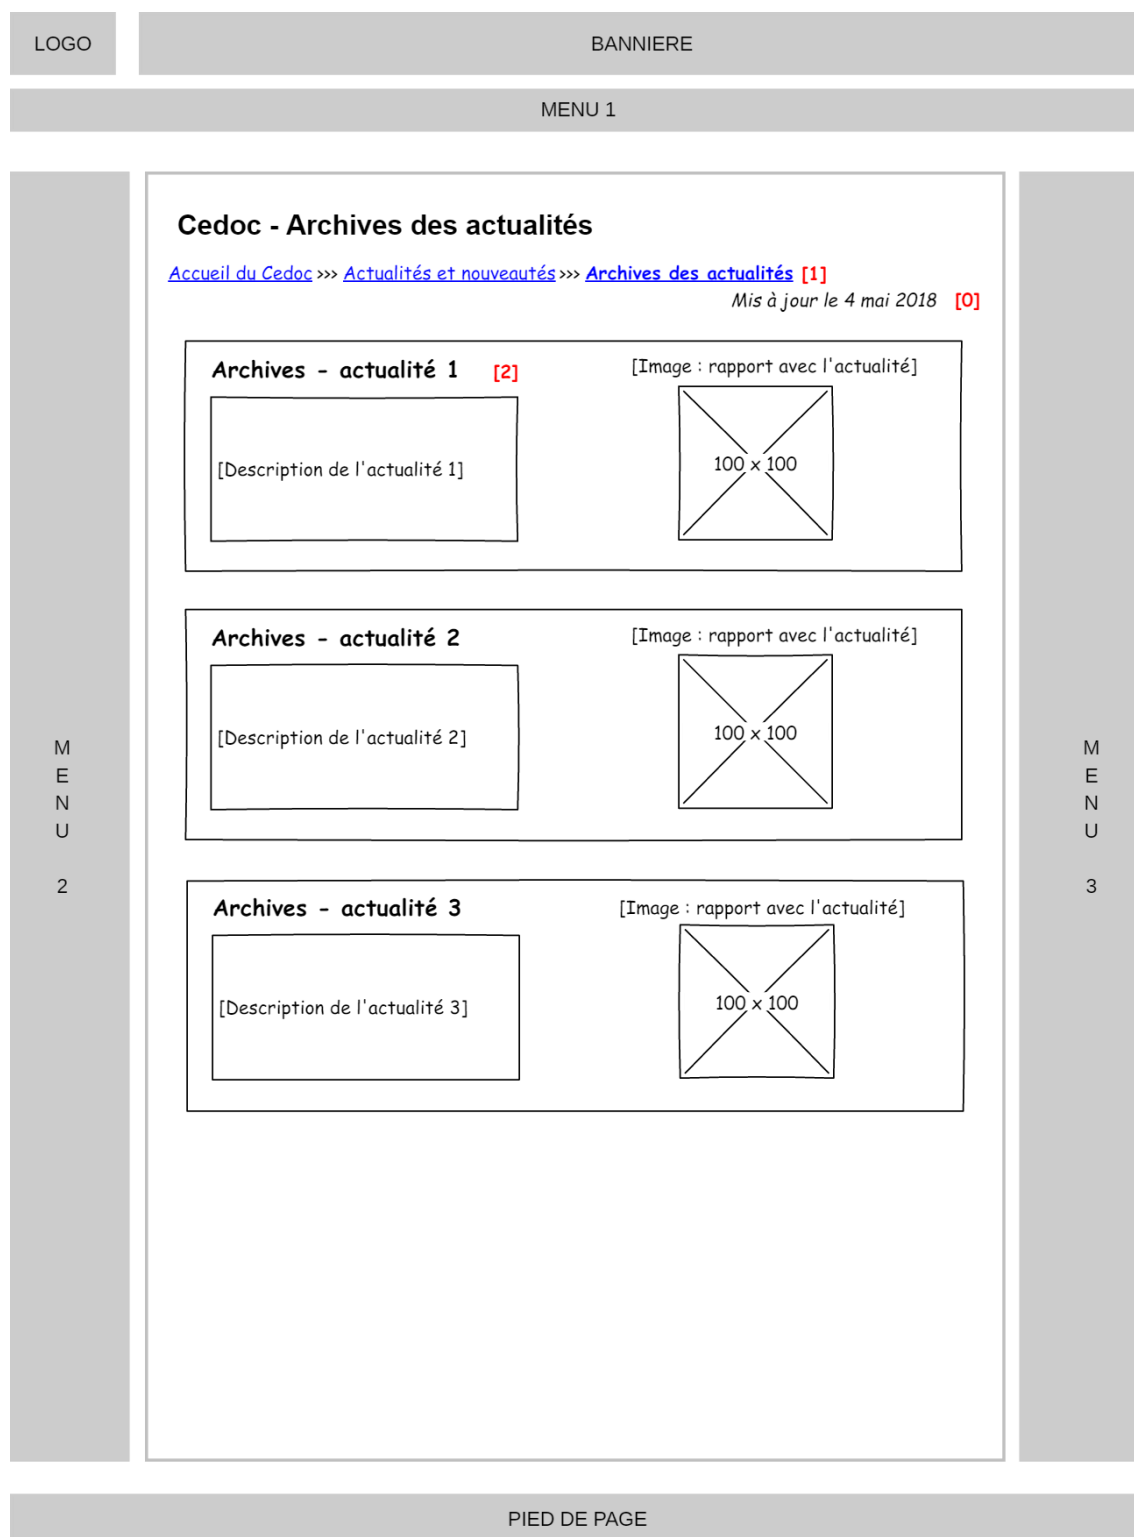 LOGO
BANNIERE
MENU 1
Cedoc - Archives des actualités
Accueil du Cedoc >>> Actualités et nouveautés >>> Archives des actualités [1]
Mis à jour le 4 mai 2018 [0]
Archives - actualité 1 [2]
[Image : rapport avec l'actualité]
[Description de l'actualité 1]
100 x 100
Archives - actualité 2
[Image : rapport avec l'actualité]
[Description de l'actualité 2]
100 x 100
Archives - actualité 3
[Image : rapport avec l'actualité]
[Description de l'actualité 3]
100 x 100
M
E
N
U
2
M
E
N
U
3
PIED DE PAGE